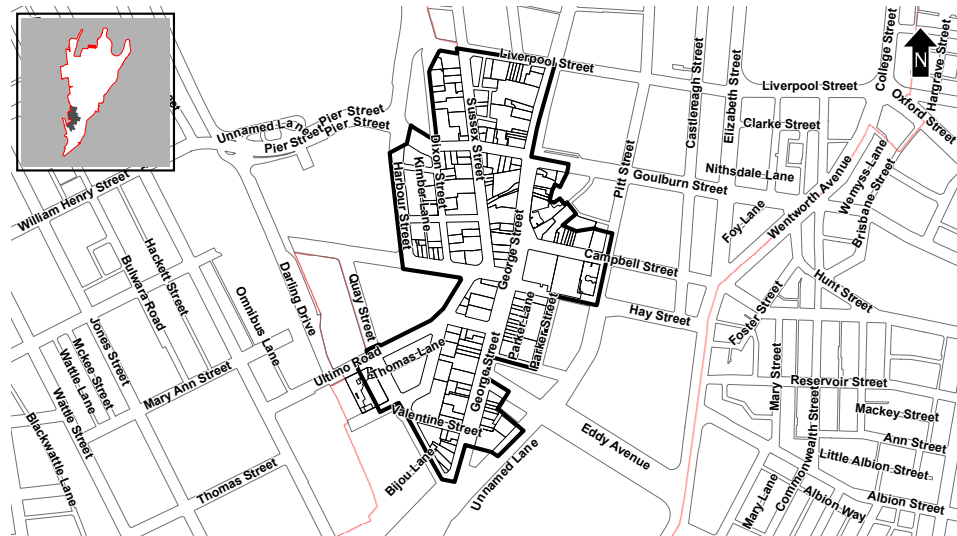 College Street
Hargrave Street
N
Liverpool Street
Liverpool Street
Castlereagh Street
Elizabeth Street
Oxford Street
Sussex Street
Unnamed Lane
Pier Street
Pier Street
Pier Street
Clarke Street
Dixon Street
Kimber Lane
Harbour Street
Pitt Street
Nithsdale Lane
Goulburn Street
Wemyss Lane
Wentworth Avenue
Brisbane Street
William Henry Street
Foy Lane
George Street
Campbell Street
Hackett Street
Bulwara Road
Darling Drive
Quay Street
Omnibus Lane
Hunt Street
Hay Street
Foster Street
Parker Lane
Parker Street
Jones Street
Mckee Street
Wattle Lane
Wattle Street
Mary Ann Street
Ultimo Road
Thomas Lane
George Street
Mary Street
Reservoir Street
Commonwealth Street
Mackey Street
Blackwattle Lane
Valentine Street
Eddy Avenue
Ann Street
Little Albion Street
Thomas Street
Bijou Lane
Unnamed Lane
Mary Lane
Albion Way
Albion Street